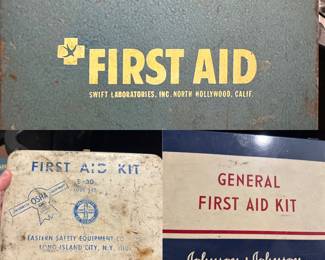 FIRST AID
SWIFT LABORATORIES, INC. NORTH HOLLYWOOD, CALIF.
FIRST AID KIT
OSHA
EASTERN SAFETY EQUIPMENT CO
LONG ISLAND CITY, N.Y.
GENERAL
FIRST AID KIT
Johnson & Johnson